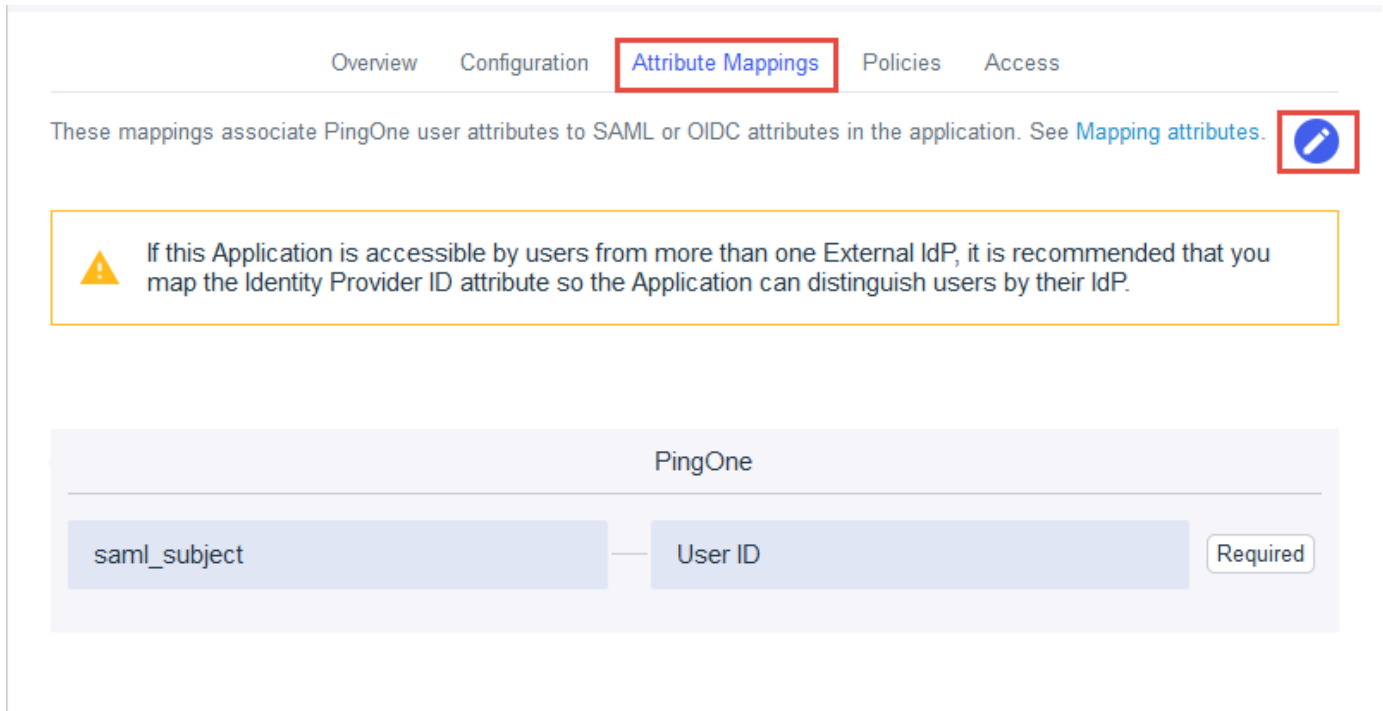 Overview Configuration Attribute Mappings Policies Access
These mappings associate PingOne user attributes to SAML or OIDC attributes in the application. See Mapping attributes.
If this Application is accessible by users from more than one External IdP, it is recommended that you
map the Identity Provider ID attribute so the Application can distinguish users by their IdP.
PingOne
saml_subject User ID Required